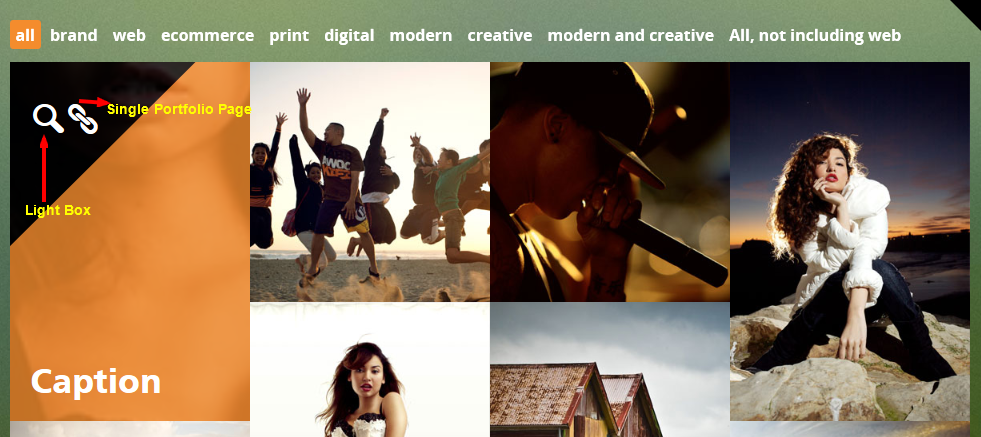 all brand web ecommerce print digital modern creative modern and creative All, not including web
Single Portfolio Page
Light Box
Caption